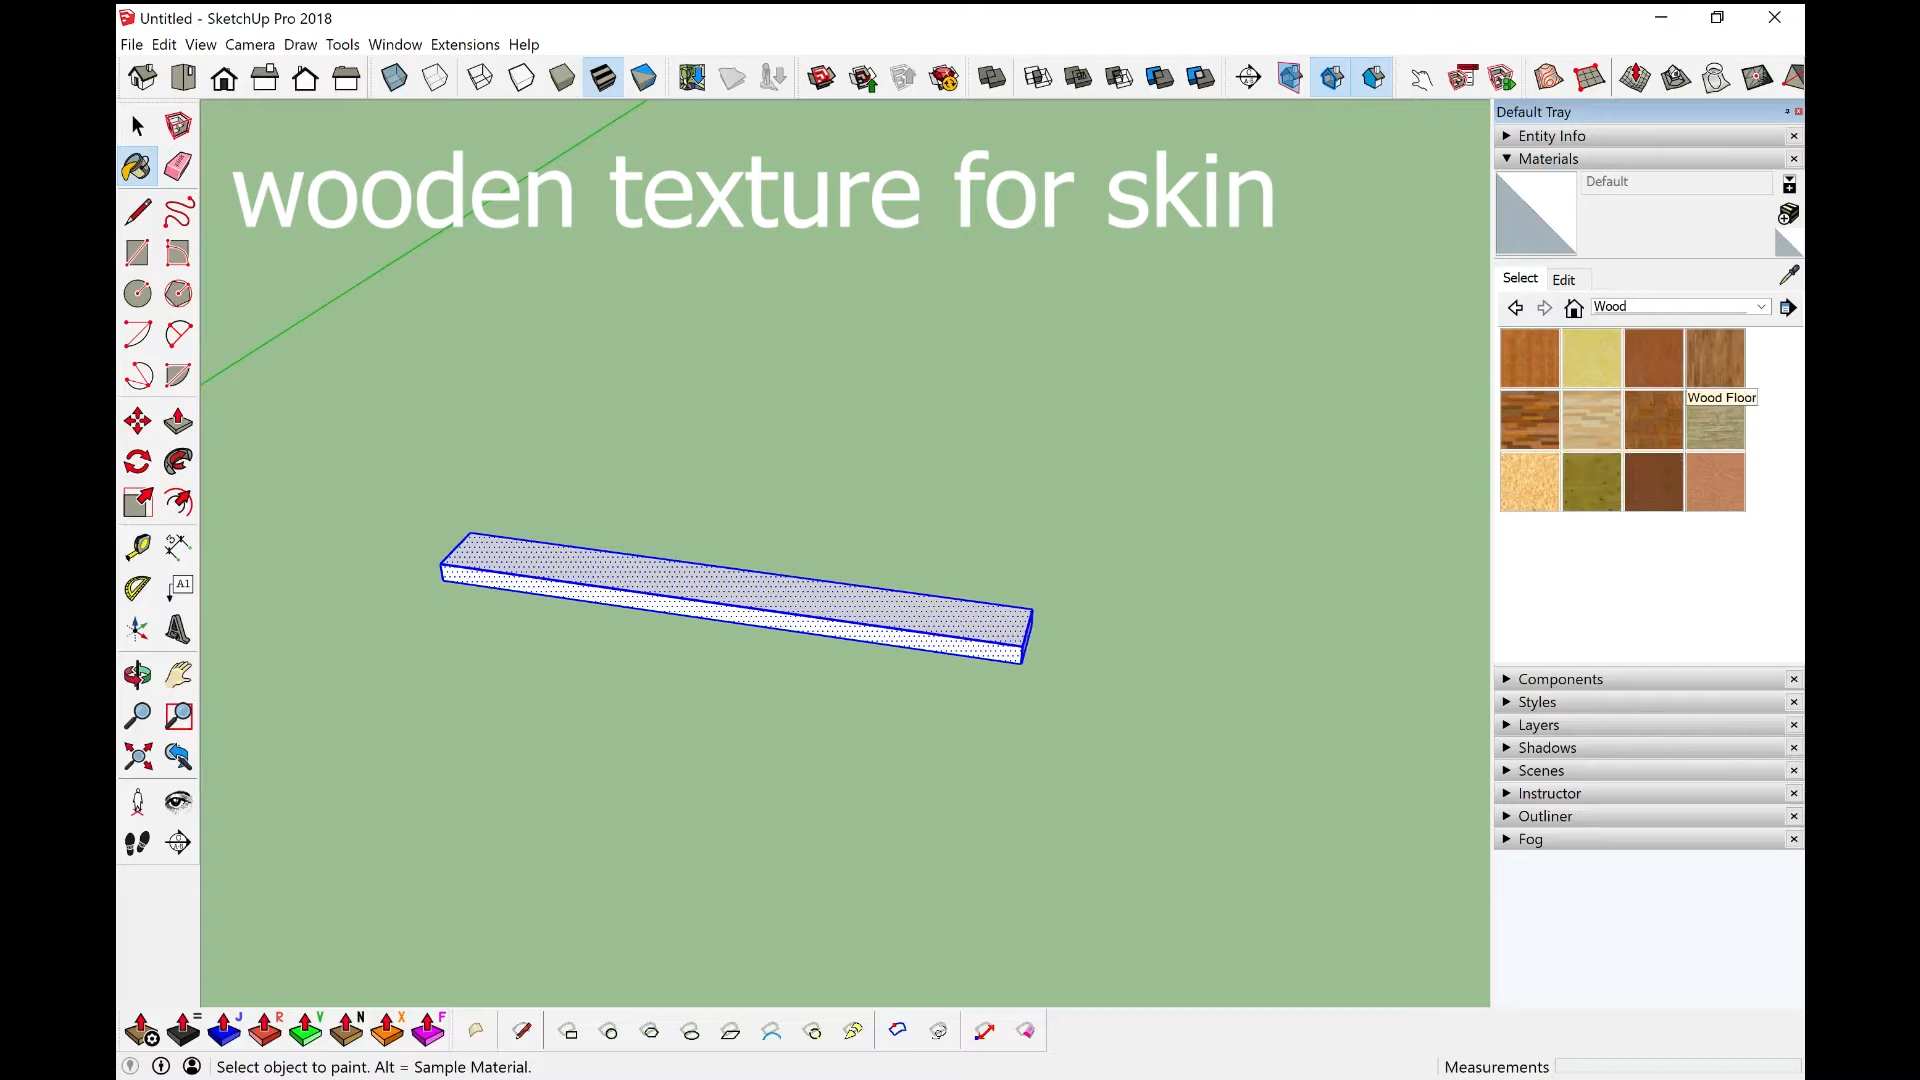 Untitled - SketchUp Pro 2018
File Edit View Camera Draw Tools Window Extensions Help
Default Tray
Entity Info
Materials
wooden texture for skin
Default
Select Edit
Wood
Wood Floor
A1
Components
Styles
Layers
Shadows
Scenes
Instructor
Outliner
Fog
= J R V N X F
Select object to paint. Alt = Sample Material.
Measurements